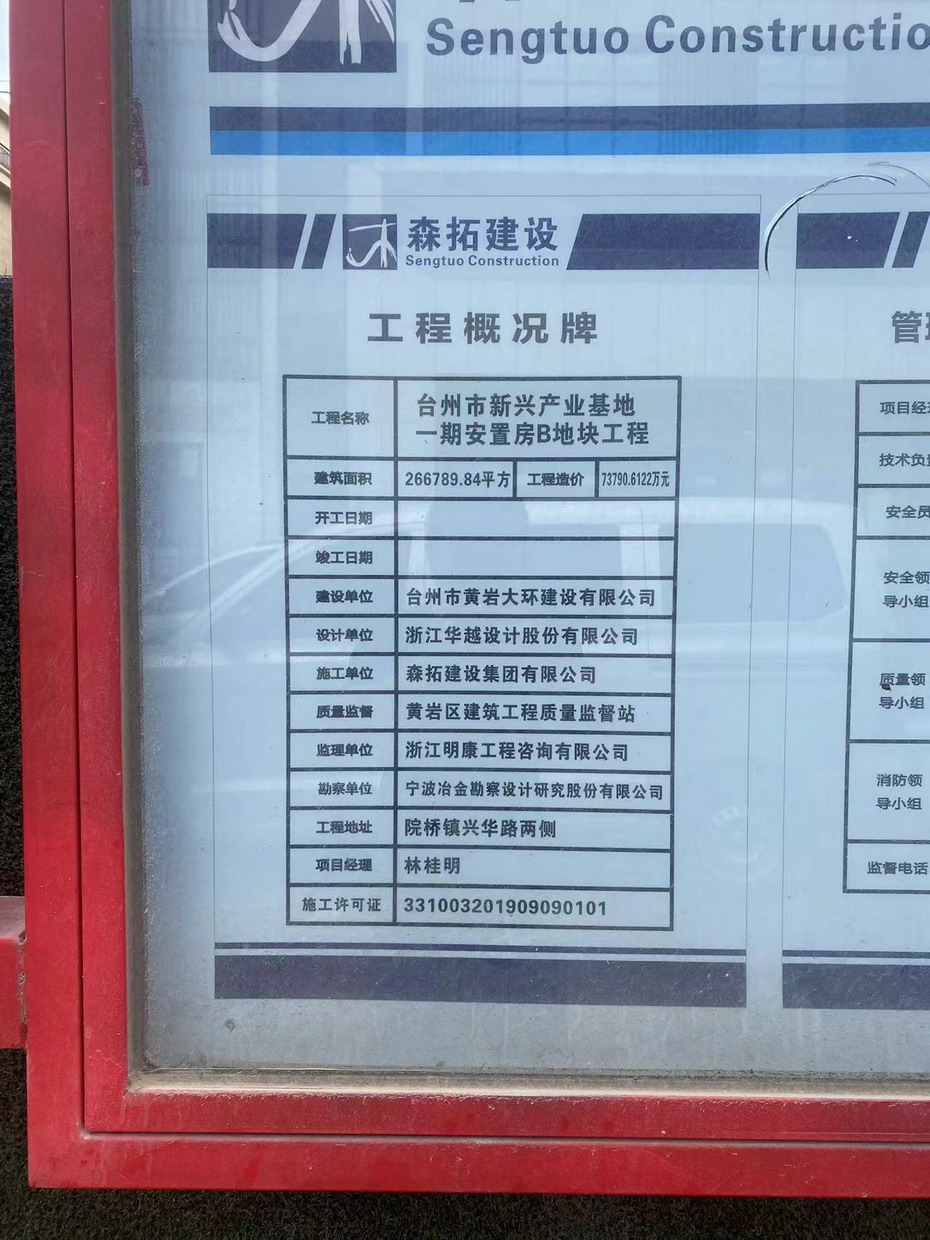 Sengtuo Constructio
森拓建设
Sengtuo Construction
工程概况牌
工程名称 台州市新兴产业基地
一期安置房B地块工程
建筑面积 266789.84平方 工程造价 73790.6122万元
开工日期
竣工日期
建设单位 台州市黄岩大环建设有限公司
设计单位 浙江华越设计股份有限公司
施工单位 森拓建设集团有限公司
质量监督 黄岩区建筑工程质量监督站
监理单位 浙江明康工程咨询有限公司
勘察单位 宁波冶金勘察设计研究股份有限公司
工程地址 院桥镇兴华路两侧
项目经理 林桂明
施工许可证 331003201909090101
管
项目经
技术负
安全员
安全领
导小组
质量领
导小组
消防领
导小组
监督电话